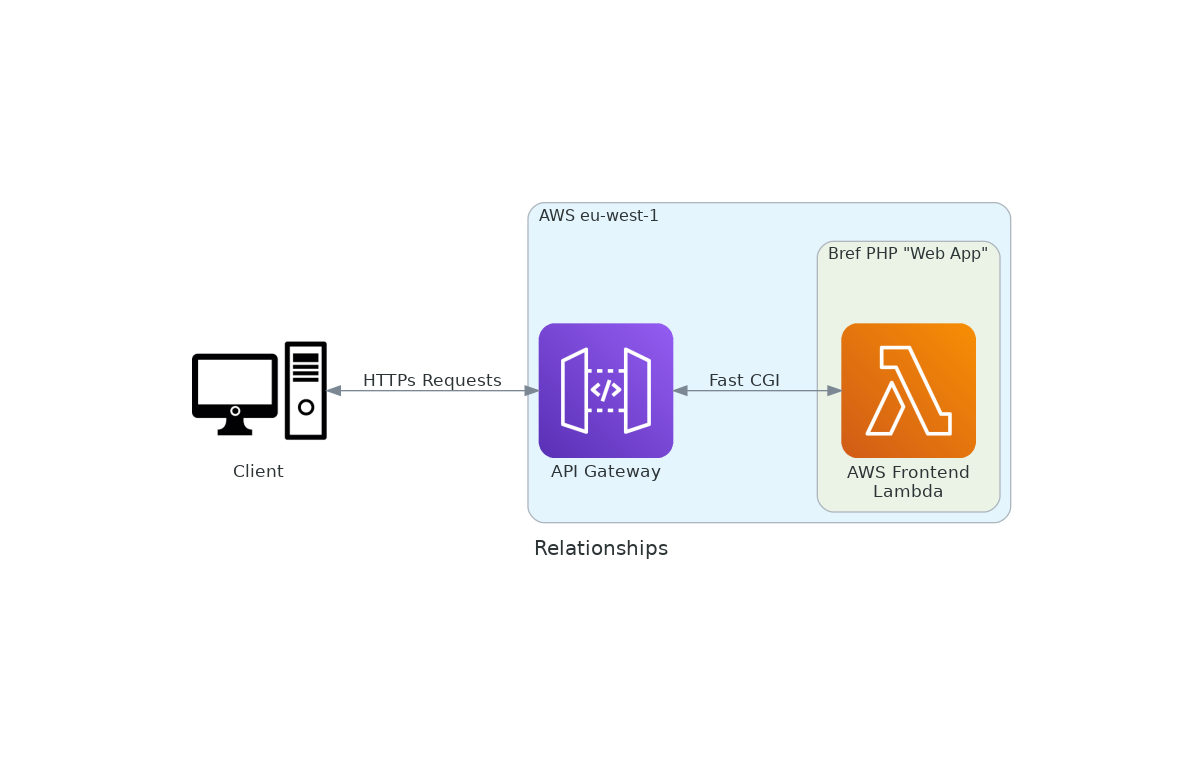 AWS eu-west-1
Bref PHP "Web App"
HTTPs Requests
Fast CGI
Client
API Gateway
AWS Frontend
Lambda
Relationships